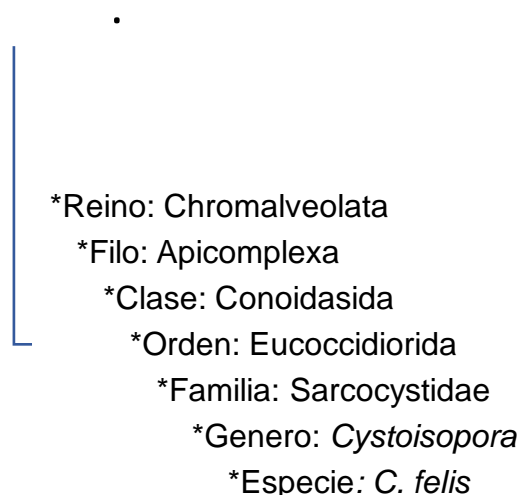 .
*Reino: Chromalveolata
*Filo: Apicomplexa
*Clase: Conoidasida
*Orden: Eucoccidiorida
*Familia: Sarcocystidae
*Genero: Cystoisopora
*Especie: C. felis